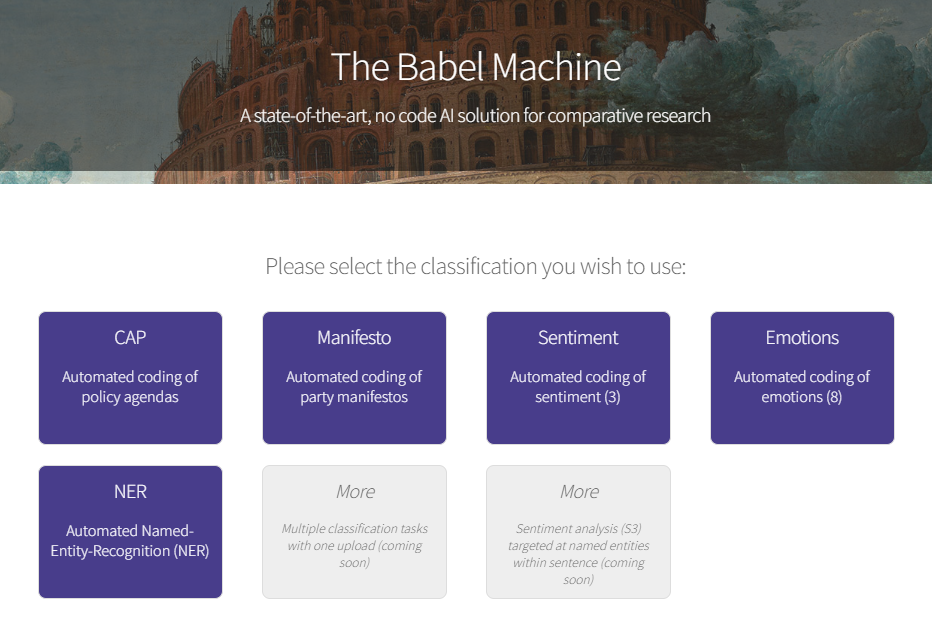 The Babel Machine
A state-of-the-art, no code AI solution for comparative research
Please select the classification you wish to use:
CAP
Automated coding of
policy agendas
Manifesto
Automated coding of
party manifestos
Sentiment
Automated coding of
sentiment (3)
Emotions
Automated coding of
emotions (8)
NER
Automated Named-
Entity-Recognition (NER)
More
Multiple classification tasks
with one upload (coming
soon)
More
Sentiment analysis (S3)
targeted at named entities
within sentence (coming
soon)